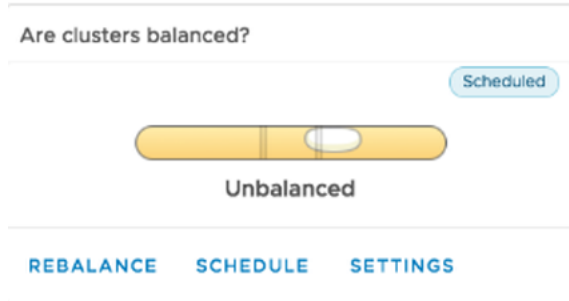 Are clusters balanced?
Scheduled
Unbalanced
REBALANCE SCHEDULE SETTINGS